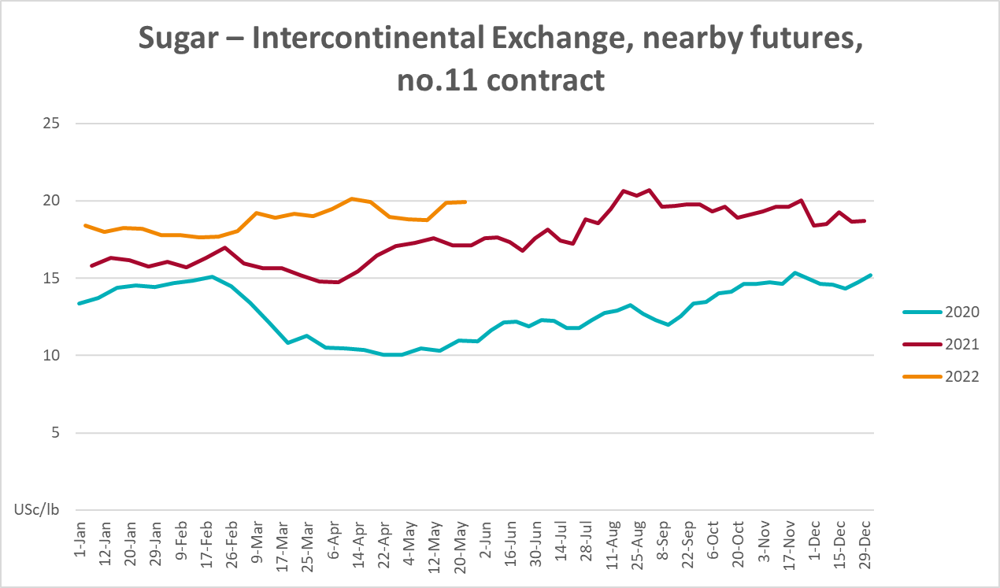 Sugar – Intercontinental Exchange, nearby futures,
no.11 contract
25
20
15
10
5
USc/lb
1-Jan
12-Jan
20-Jan
29-Jan
9-Feb
17-Feb
26-Feb
9-Mar
17-Mar
25-Mar
6-Apr
14-Apr
22-Apr
4-May
12-May
20-May
2-Jun
16-Jun
30-Jun
14-Jul
28-Jul
11-Aug
25-Aug
8-Sep
22-Sep
6-Oct
20-Oct
3-Nov
17-Nov
1-Dec
15-Dec
29-Dec
2020
2021
2022